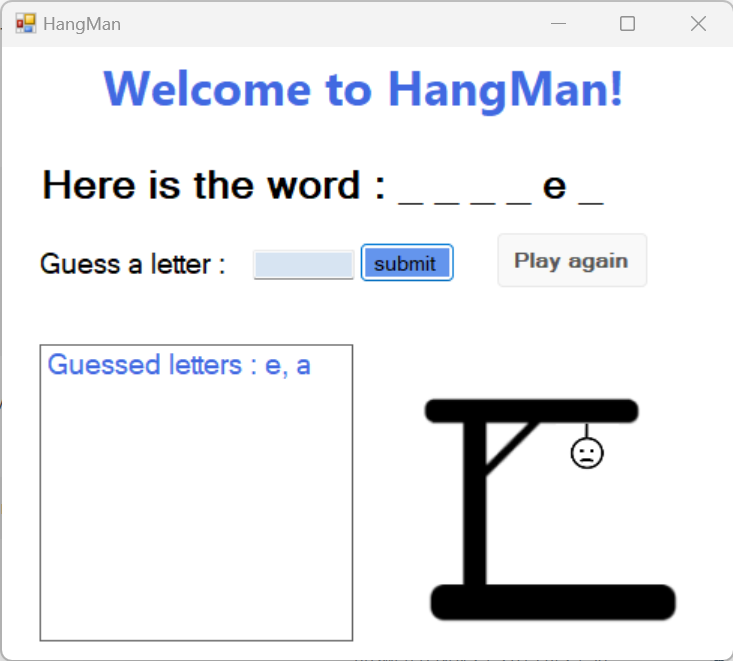 HangMan
Welcome to HangMan!
Here is the word : _ _ _ _ e _
Guess a letter :
submit
Play again
Guessed letters : e, a